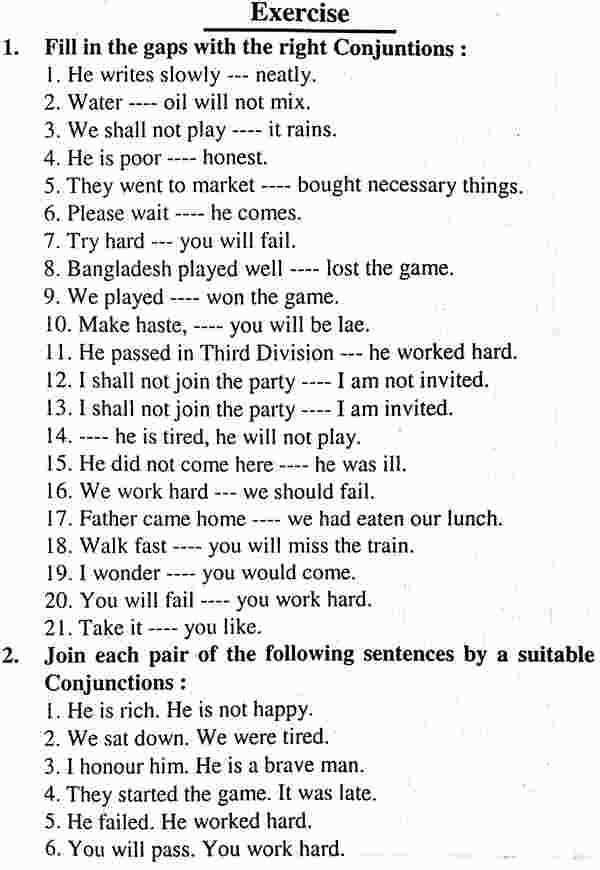 Exercise
1. Fill in the gaps with the right Conjuntions :
1. He writes slowly --- neatly.
2. Water ---- oil will not mix.
3. We shall not play ---- it rains.
4. He is poor ---- honest.
5. They went to market ---- bought necessary things.
6. Please wait ---- he comes.
7. Try hard --- you will fail.
8. Bangladesh played well ---- lost the game.
9. We played ---- won the game.
10. Make haste, ---- you will be lae.
11. He passed in Third Division --- he worked hard.
12. I shall not join the party ---- I am not invited.
13. I shall not join the party ---- I am invited.
14. ---- he is tired, he will not play.
15. He did not come here ---- he was ill.
16. We work hard --- we should fail.
17. Father came home ---- we had eaten our lunch.
18. Walk fast ---- you will miss the train.
19. I wonder ---- you would come.
20. You will fail ---- you work hard.
21. Take it ---- you like.
2. Join each pair of the following sentences by a suitable
Conjunctions :
1. He is rich. He is not happy.
2. We sat down. We were tired.
3. I honour him. He is a brave man.
4. They started the game. It was late.
5. He failed. He worked hard.
6. You will pass. You work hard.